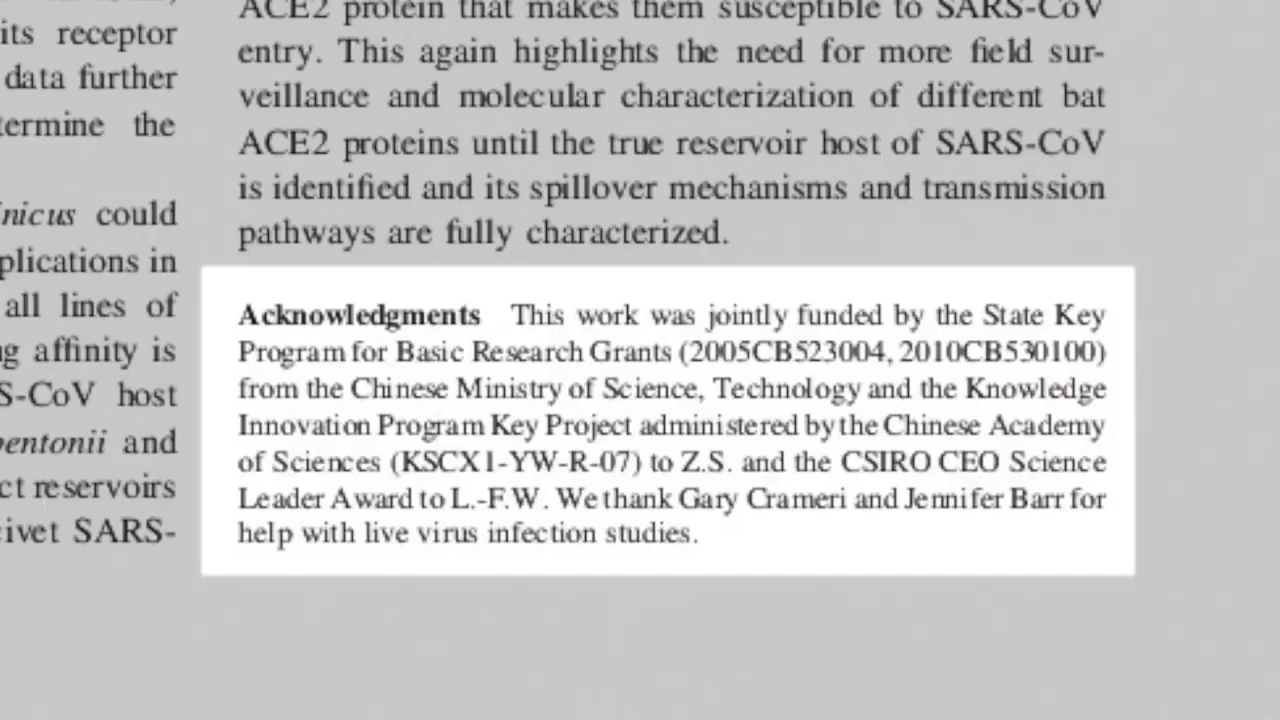 its receptor
data further
the
nicus could
plications in
all lines of
affinity is
S-CoV host
pentonii and
ct reservoirs
civet SARS-
ACE2 protein that makes them susceptible to SARS-CoV
entry. This again highlights the need for more field sur-
veillance and molecular characterization of different bat
ACE2 proteins until the true reservoir host of SARS-CoV
is identified and its spillover mechanisms and transmission
pathways are fully characterized.
Acknowledgments This work was jointly funded by the State Key
Program for Basic Research Grants (2005CB523004, 2010CB530100)
from the Chinese Ministry of Science, Technology and the Knowledge
Innovation Program Key Project administered by the Chinese Academy
of Sciences (KSCX1-YW-R-07) to Z.S. and the CSIRO CEO Science
Leader Award to L.-F.W. We thank Gary Crameri and Jennifer Barr for
help with live virus infection studies.